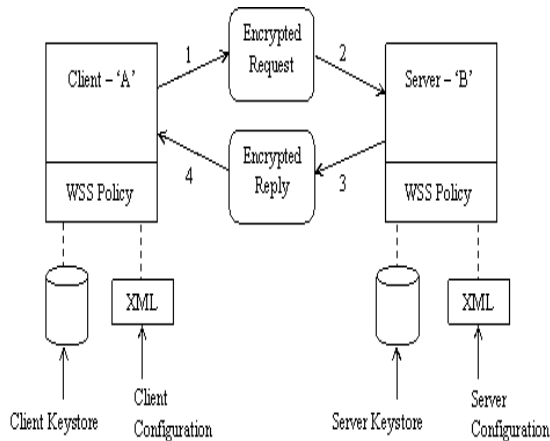 Encrypted
Request
1
2
Client – ‘A’
Server – ‘B’
Encrypted
Reply
4
3
WSS Policy
WSS Policy
XML
XML
Client Keystore
Client
Configuration
Server Keystore
Server
Configuration